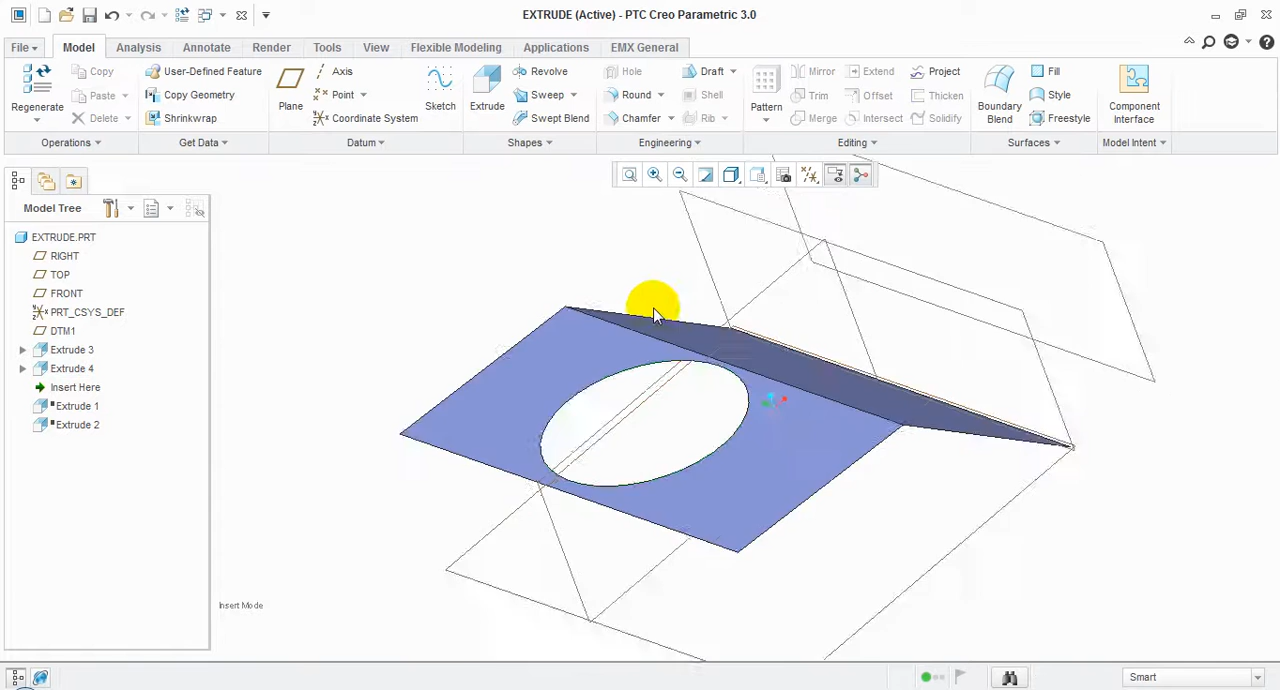 EXTRUDE (Active) - PTC Creo Parametric 3.0
File Model Analysis Annotate Render Tools View Flexible Modeling Applications EMX General
Regenerate
Copy
Paste
Delete
User-Defined Feature
Copy Geometry
Shrinkwrap
Plane
Axis
Point
Coordinate System
Sketch
Extrude
Revolve
Sweep
Swept Blend
Hole
Round
Chamfer
Draft
Shell
Rib
Pattern
Mirror
Trim
Merge
Extend
Offset
Intersect
Project
Thicken
Solidify
Boundary
Blend
Fill
Style
Freestyle
Component
Interface
Operations Get Data Datum Shapes Engineering Editing Surfaces Model Intent
Model Tree
EXTRUDE.PRT
RIGHT
TOP
FRONT
PRT_CSYS_DEF
DTM1
Extrude 3
Extrude 4
Insert Here
Extrude 1
Extrude 2
Insert Mode
Smart